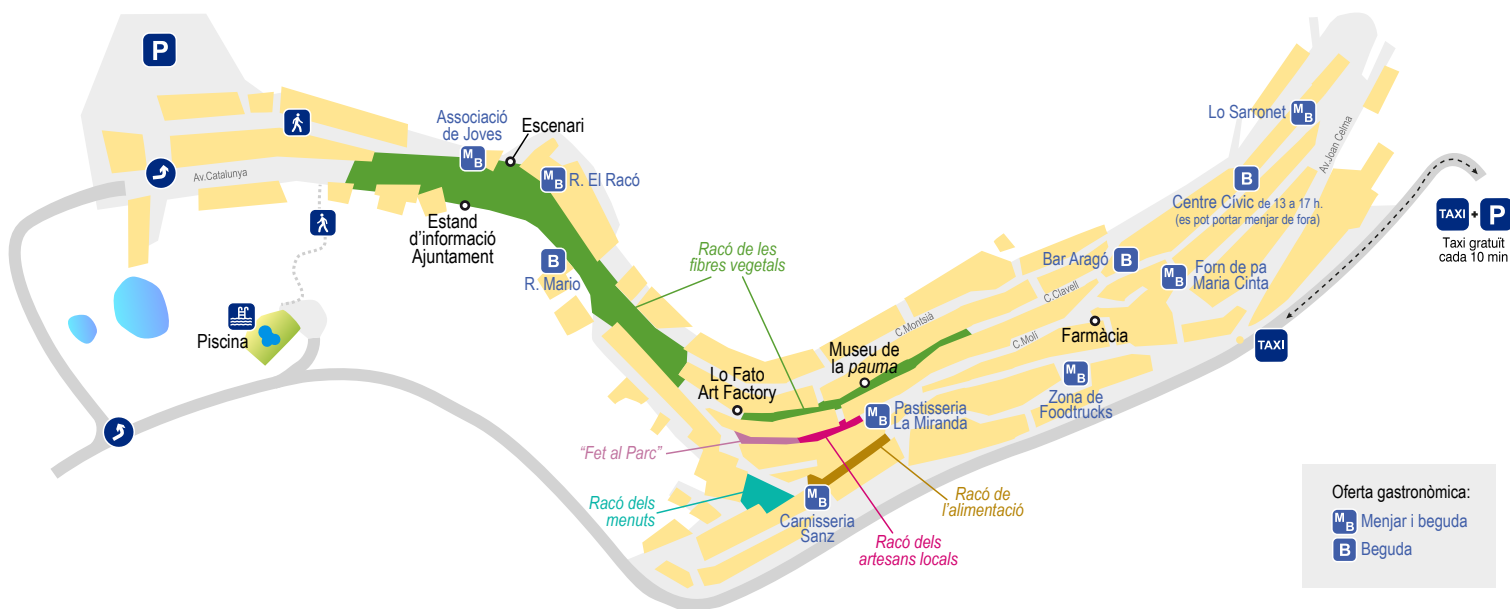 P
Associació
de Joves
M
B
Escenari
M
B
R. El Racó
Av.Catalunya
Estand
d’informació
Ajuntament
B
R. Mario
Piscina
Racó de les
fibres vegetals
Lo Fato
Art Factory
Museu de
la pauma
“Fet al Parc”
Racó dels
menuts
M
B
Carnisseria
Sanz
Racó dels
artesans locals
Racó de
l’alimentació
M
B
Pastisseria
La Miranda
C.Montsià
C.Clavell
C.Molí
Farmàcia
M
B
Zona de
Foodtrucks
Bar Aragó
B
M
B
Forn de pa
Maria Cinta
B
Centre Cívic de 13 a 17 h.
(es pot portar menjar de fora)
Lo Sarronet
M
B
Av.Joan Celma
TAXI
TAXI + P
Taxi gratuït
cada 10 min
Oferta gastronòmica:
M
B
Menjar i beguda
B
Beguda